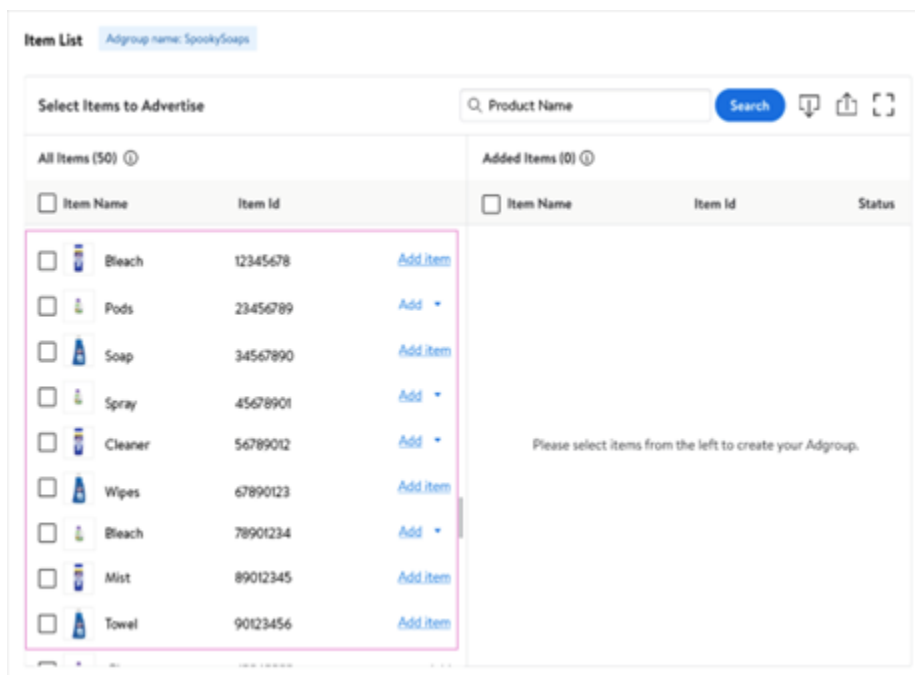 Item List Adgroup name: SpookySoaps
Select Items to Advertise Product Name Search
All Items (50) Added Items (0)
Item Name Item Id Item Name Item Id Status
Bleach 12345678 Add item
Pods 23456789 Add
Soap 34567890 Add item
Spray 45678901 Add
Cleaner 56789012 Add
Please select items from the left to create your Adgroup.
Wipes 67890123 Add item
Bleach 78901234 Add
Mist 89012345 Add item
Towel 90123456 Add item